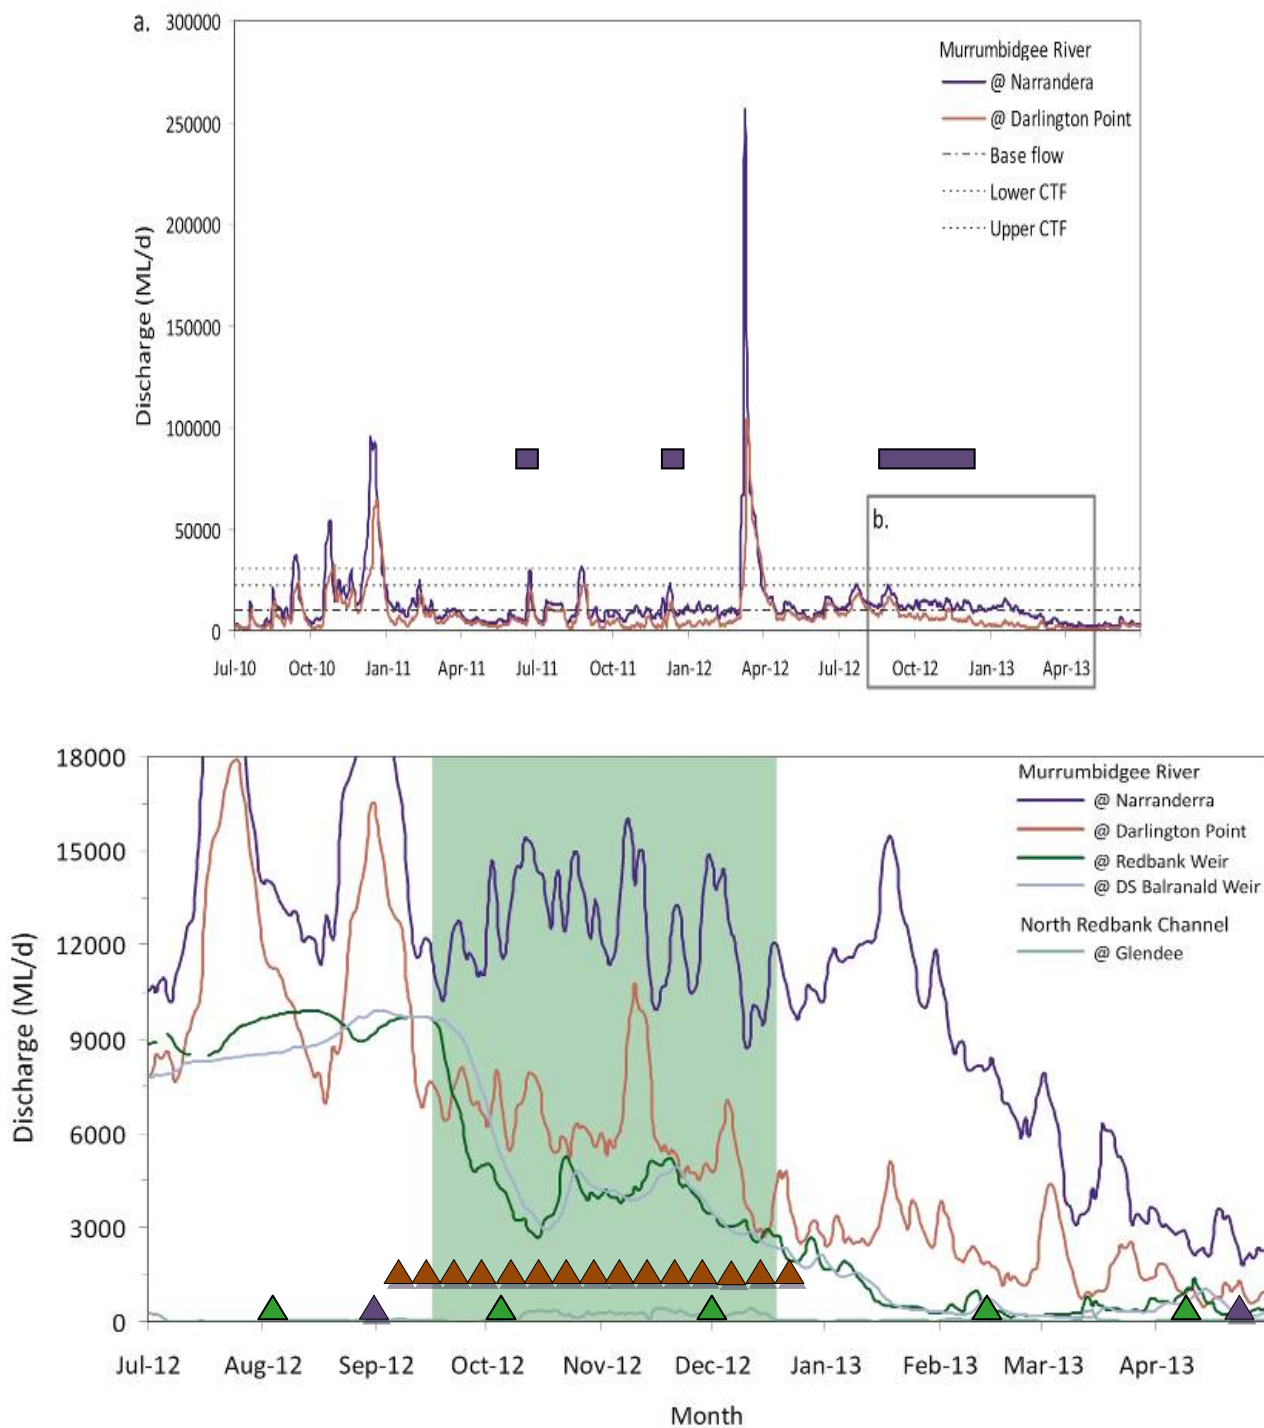 a.
300000
250000
200000
150000
100000
50000
0
Discharge (ML/d)
Murrumbidgee River
@ Narrandera
@ Darlington Point
Base flow
Lower CTF
Upper CTF
b.
Jul-10 Oct-10 Jan-11 Apr-11 Jul-11 Oct-11 Jan-12 Apr-12 Jul-12 Oct-12 Jan-13 Apr-13
18000
15000
12000
9000
6000
3000
0
Discharge (ML/d)
Murrumbidgee River
@ Narranderra
@ Darlington Point
@ Redbank Weir
@ DS Balranald Weir
North Redbank Channel
@ Glendee
Jul-12 Aug-12 Sep-12 Oct-12 Nov-12 Dec-12 Jan-13 Feb-13 Mar-13 Apr-13
Month